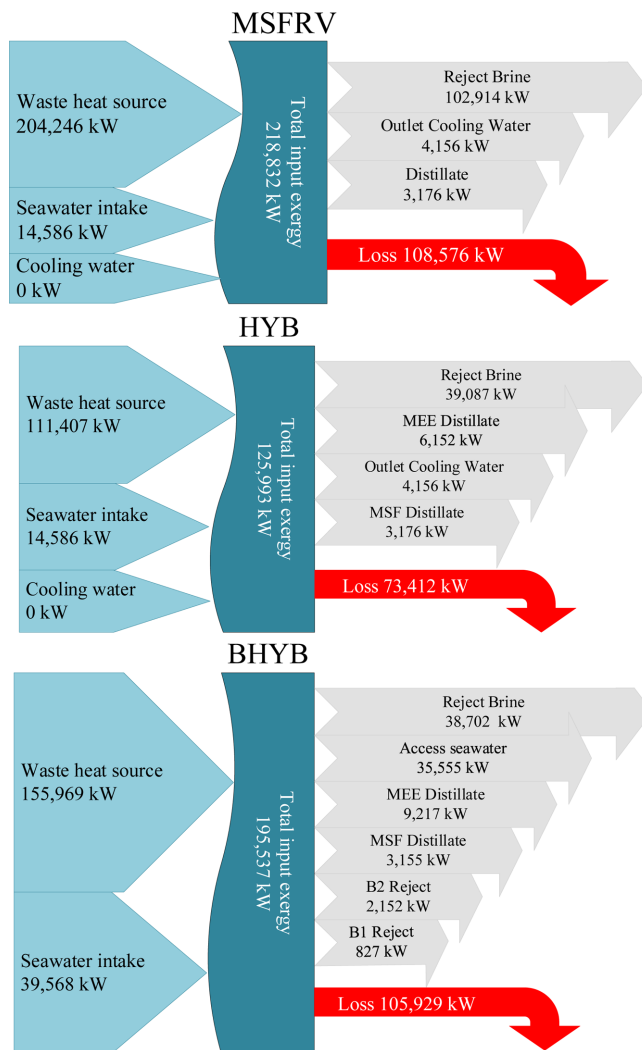 MSFRV
Waste heat source
204,246 kW
Seawater intake
14,586 kW
Cooling water
0 kW
Total input exergy
218,832 kW
Reject Brine
102,914 kW
Outlet Cooling Water
4,156 kW
Distillate
3,176 kW
Loss 108,576 kW
HYB
Waste heat source
111,407 kW
Seawater intake
14,586 kW
Cooling water
0 kW
Total input exergy
125,993 kW
Reject Brine
39,087 kW
MEE Distillate
6,152 kW
Outlet Cooling Water
4,156 kW
MSF Distillate
3,176 kW
Loss 73,412 kW
BHYB
Waste heat source
155,969 kW
Seawater intake
39,568 kW
Total input exergy
195,537 kW
Reject Brine
38,702 kW
Access seawater
35,555 kW
MEE Distillate
9,217 kW
MSF Distillate
3,155 kW
B2 Reject
2,152 kW
B1 Reject
827 kW
Loss 105,929 kW